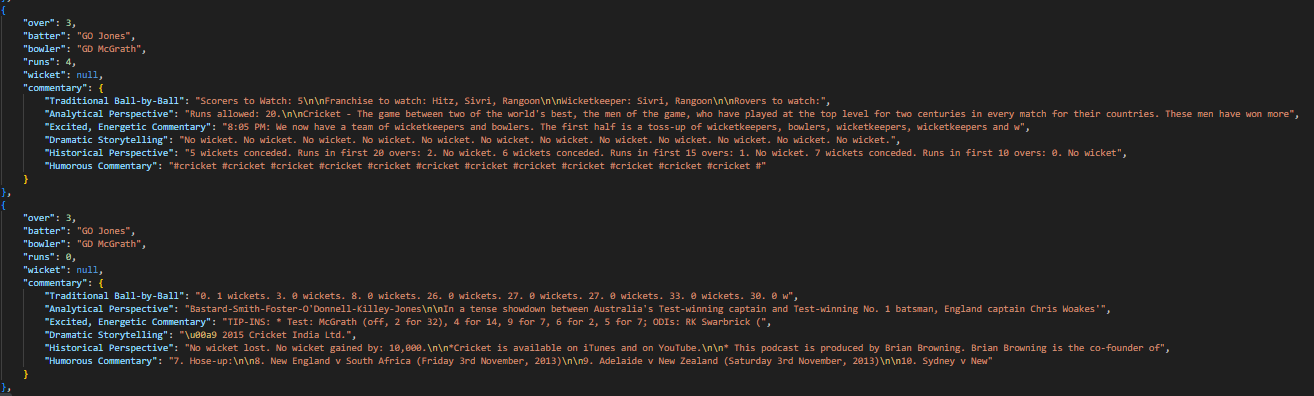 },
{
"over": 3,
"batter": "GO Jones",
"bowler": "GD McGrath",
"runs": 4,
"wicket": null,
"commentary": {
"Traditional Ball-by-Ball": "Scorers to Watch: 5\n\nFranchise to watch: Hitz, Sivri, Rangoon\n\nWicketkeeper: Sivri, Rangoon\n\nRovers to watch:",
"Analytical Perspective": "Runs allowed: 20.\n\nCricket - The game between two of the world's best, the men of the game, who have played at the top level for two centuries in every match for their countries. These men have won more",
"Excited, Energetic Commentary": "8:05 PM: We now have a team of wicketkeepers and bowlers. The first half is a toss-up of wicketkeepers, bowlers, wicketkeepers, wicketkeepers and w",
"Dramatic Storytelling": "No wicket. No wicket. No wicket. No wicket. No wicket. No wicket. No wicket. No wicket. No wicket. No wicket. No wicket. No wicket.",
"Historical Perspective": "5 wickets conceded. Runs in first 20 overs: 2. No wicket. 6 wickets conceded. Runs in first 15 overs: 1. No wicket. 7 wickets conceded. Runs in first 10 overs: 0. No wicket",
"Humorous Commentary": "#cricket #cricket #cricket #cricket #cricket #cricket #cricket #cricket #cricket #cricket #cricket #cricket #"
}
},
{
"over": 3,
"batter": "GO Jones",
"bowler": "GD McGrath",
"runs": 0,
"wicket": null,
"commentary": {
"Traditional Ball-by-Ball": "0. 1 wickets. 3. 0 wickets. 8. 0 wickets. 26. 0 wickets. 27. 0 wickets. 27. 0 wickets. 33. 0 wickets. 30. 0 w",
"Analytical Perspective": "Bastard-Smith-Foster-O'Donnell-Killey-Jones\n\nIn a tense showdown between Australia's Test-winning captain and Test-winning No. 1 batsman, England captain Chris Woakes'",
"Excited, Energetic Commentary": "TIP-INS: * Test: McGrath (off, 2 for 32), 4 for 14, 9 for 7, 6 for 2, 5 for 7; ODIs: RK Swarbrick (",
"Dramatic Storytelling": "\u00a9 2015 Cricket India Ltd.",
"Historical Perspective": "No wicket lost. No wicket gained by: 10,000.\n\n*Cricket is available on iTunes and on YouTube.\n\n* This podcast is produced by Brian Browning. Brian Browning is the co-founder of",
"Humorous Commentary": "7. Hose-up:\n\n8. New England v South Africa (Friday 3rd November, 2013)\n\n9. Adelaide v New Zealand (Saturday 3rd November, 2013)\n\n10. Sydney v New"
}
},